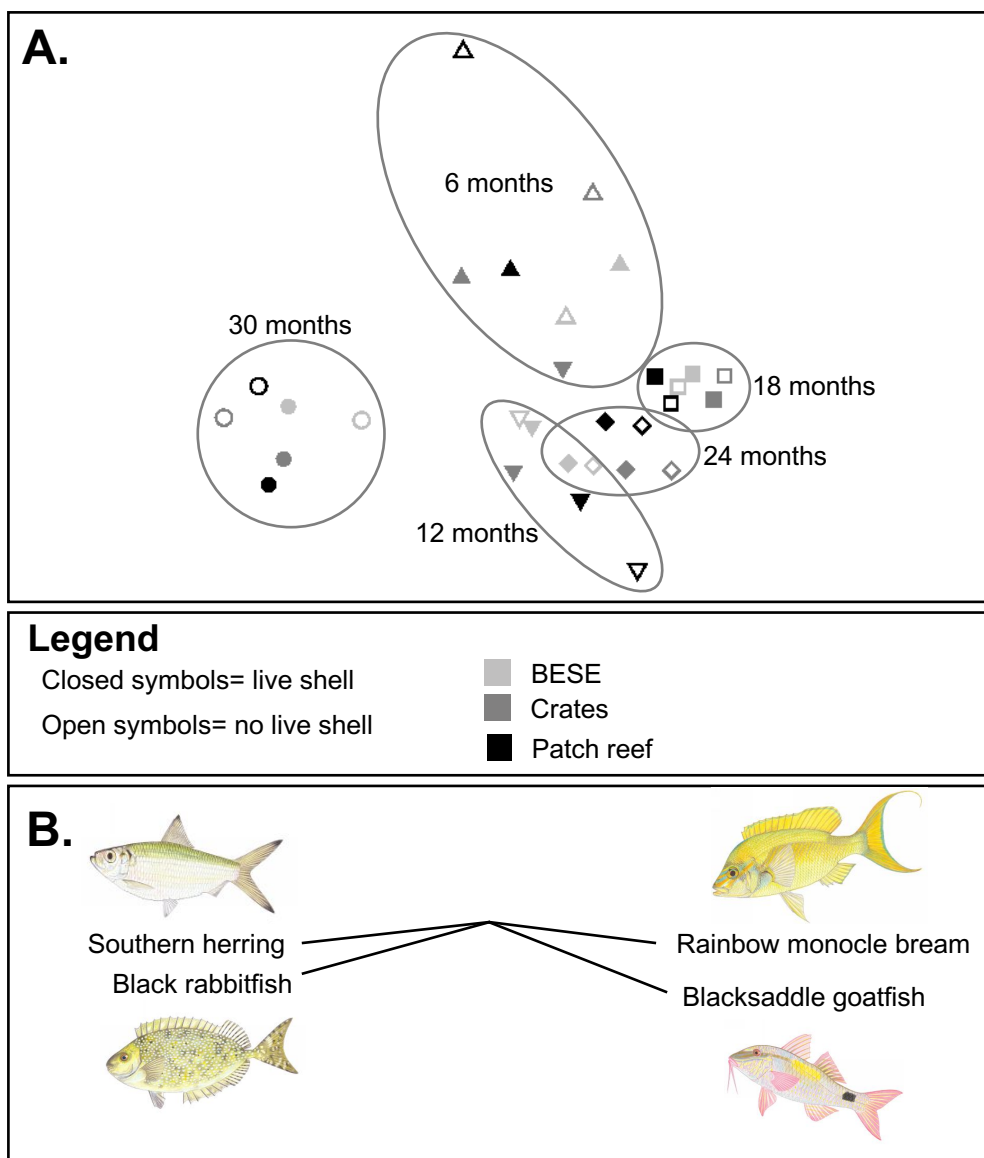 A.
6 months
30 months
18 months
24 months
12 months
Legend
Closed symbols= live shell
Open symbols= no live shell
BESE
Crates
Patch reef
B.
Southern herring
Black rabbitfish
Rainbow monocle bream
Blacksaddle goatfish